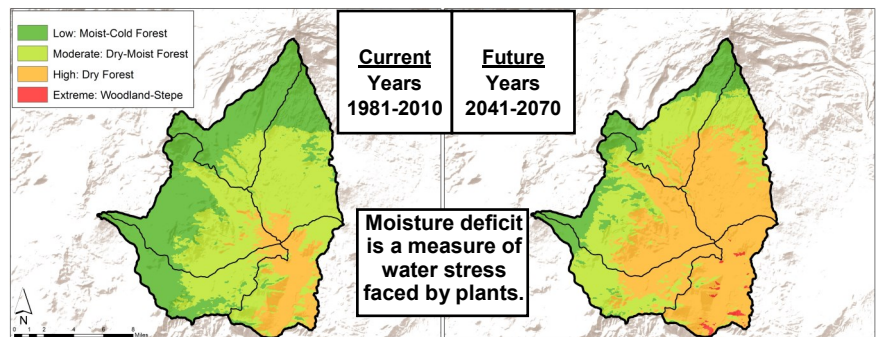 Low: Moist-Cold Forest
Moderate: Dry-Moist Forest
High: Dry Forest
Extreme: Woodland-Stepe
Current
Years
1981-2010
Future
Years
2041-2070
Moisture deficit
is a measure of
water stress
faced by plants.
N
0 1 2 4 6 8
Miles